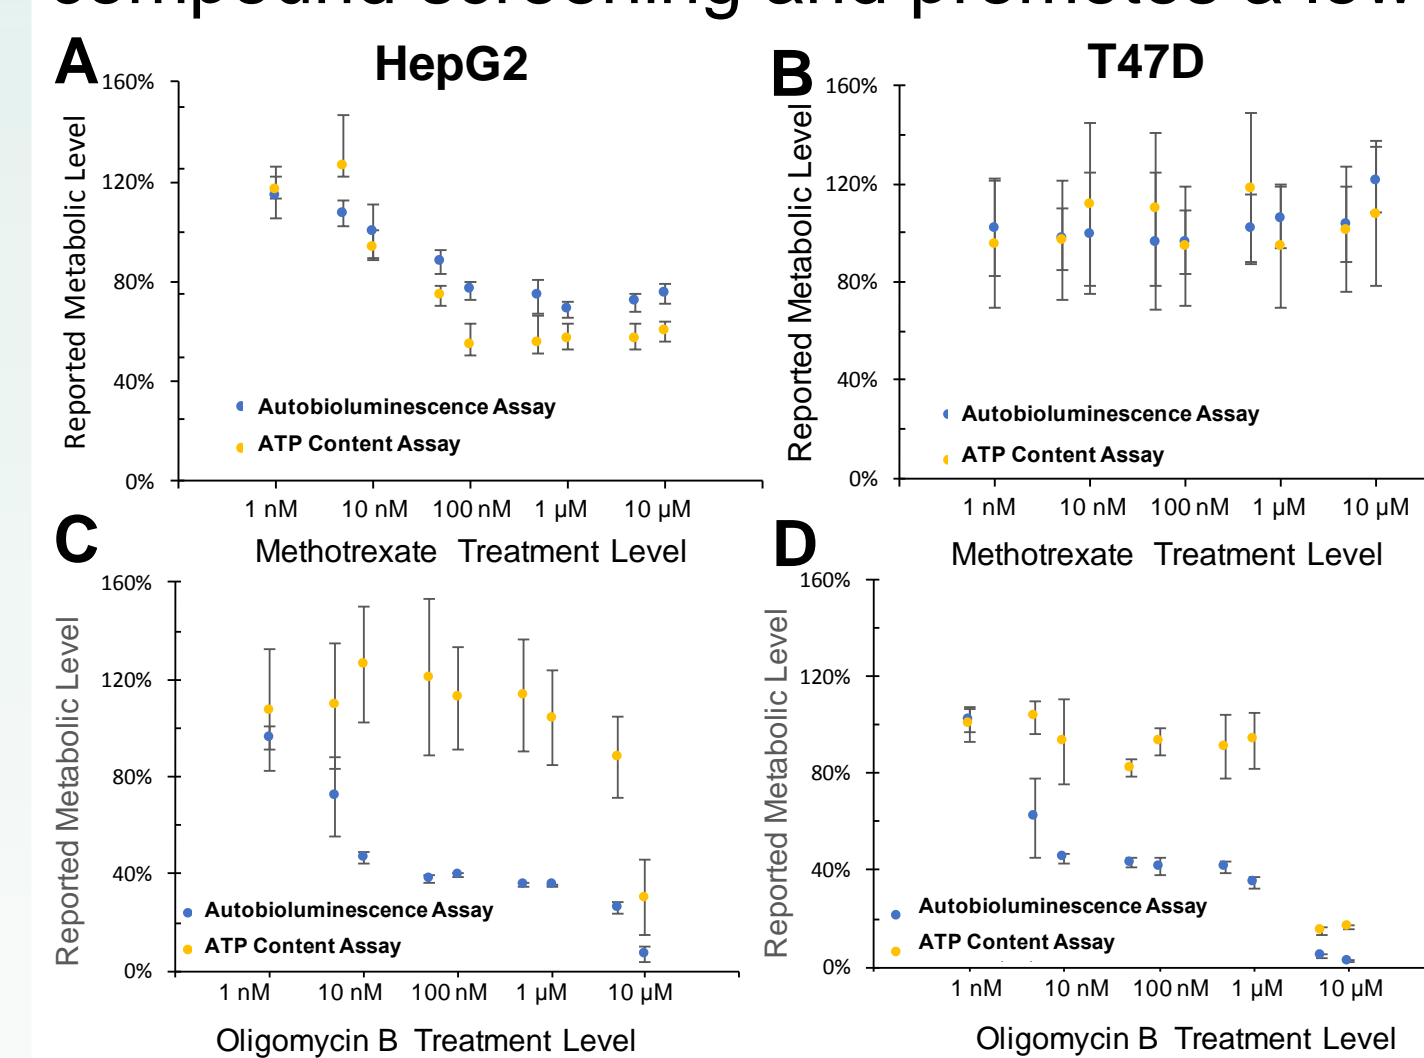 compound screening and promotes a low
A
HepG2
160%
120%
80%
40%
0%
Reported Metabolic Level
Autobioluminescence Assay
ATP Content Assay
1 nM 10 nM 100 nM 1 µM 10 µM
Methotrexate Treatment Level
B
T47D
160%
120%
80%
40%
0%
Reported Metabolic Level
Autobioluminescence Assay
ATP Content Assay
1 nM 10 nM 100 nM 1 µM 10 µM
Methotrexate Treatment Level
C
160%
120%
80%
40%
0%
Reported Metabolic Level
Autobioluminescence Assay
ATP Content Assay
1 nM 10 nM 100 nM 1 µM 10 µM
Oligomycin B Treatment Level
D
160%
120%
80%
40%
0%
Reported Metabolic Level
Autobioluminescence Assay
ATP Content Assay
1 nM 10 nM 100 nM 1 µM 10 µM
Oligomycin B Treatment Level